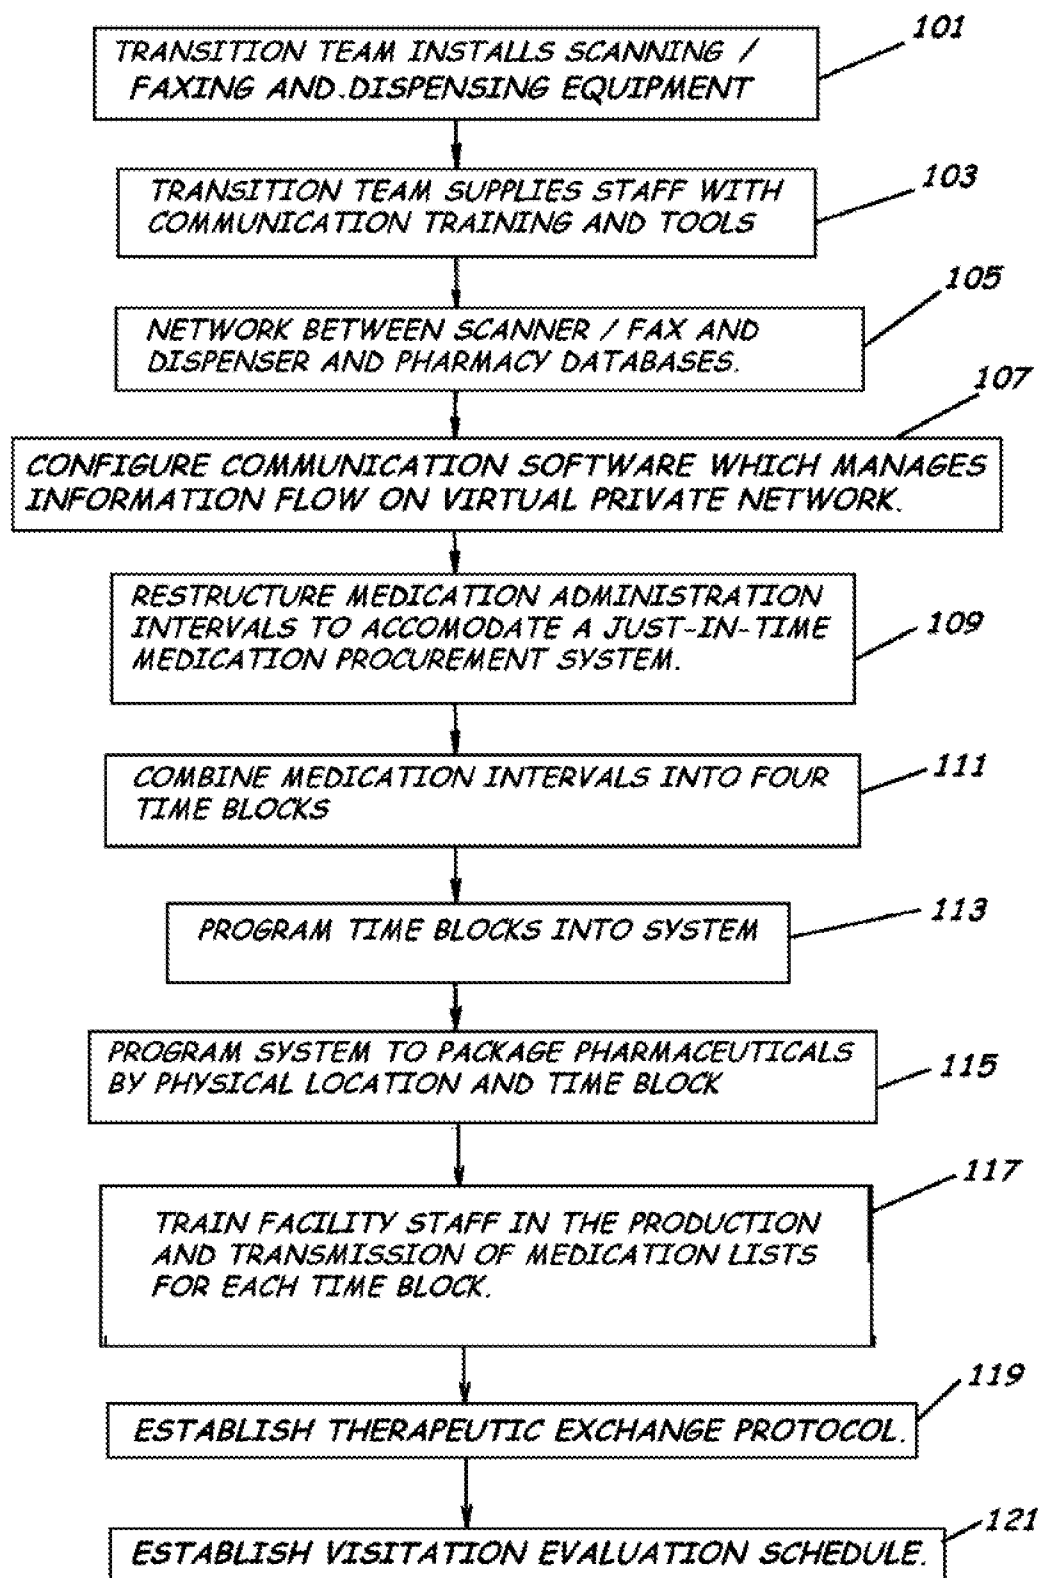 101
TRANSITION TEAM INSTALLS SCANNING /
FAXING AND.DISPENSING EQUIPMENT
103
TRANSITION TEAM SUPPLIES STAFF WITH
COMMUNICATION TRAINING AND TOOLS
105
NETWORK BETWEEN SCANNER / FAX AND
DISPENSER AND PHARMACY DATABASES.
107
CONFIGURE COMMUNICATION SOFTWARE WHICH MANAGES
INFORMATION FLOW ON VIRTUAL PRIVATE NETWORK.
RESTRUCTURE MEDICATION ADMINISTRATION
INTERVALS TO ACCOMODATE A JUST-IN-TIME
MEDICATION PROCUREMENT SYSTEM.
109
COMBINE MEDICATION INTERVALS INTO FOUR
TIME BLOCKS
111
PROGRAM TIME BLOCKS INTO SYSTEM
113
PROGRAM SYSTEM TO PACKAGE PHARMACEUTICALS
BY PHYSICAL LOCATION AND TIME BLOCK
115
117
TRAIN FACILITY STAFF IN THE PRODUCTION
AND TRANSMISSION OF MEDICATION LISTS
FOR EACH TIME BLOCK.
119
ESTABLISH THERAPEUTIC EXCHANGE PROTOCOL.
121
ESTABLISH VISITATION EVALUATION SCHEDULE.